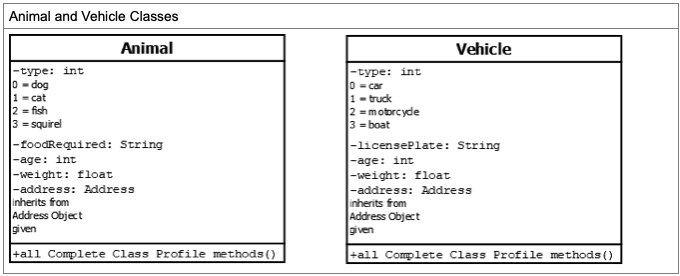 Animal and Vehicle Classes
Animal
-type: int
0 = dog
1 = cat
2 = fish
3 = squirel
-foodRequired: String
-age: int
-weight: float
-address: Address
inherits from
Address Object
given
+all Complete Class Profile methods()
Vehicle
-type: int
0 = car
1 = truck
2 = motorcycle
3 = boat
-licensePlate: String
-age: int
-weight: float
-address: Address
inherits from
Address Object
given
+all Complete Class Profile methods()